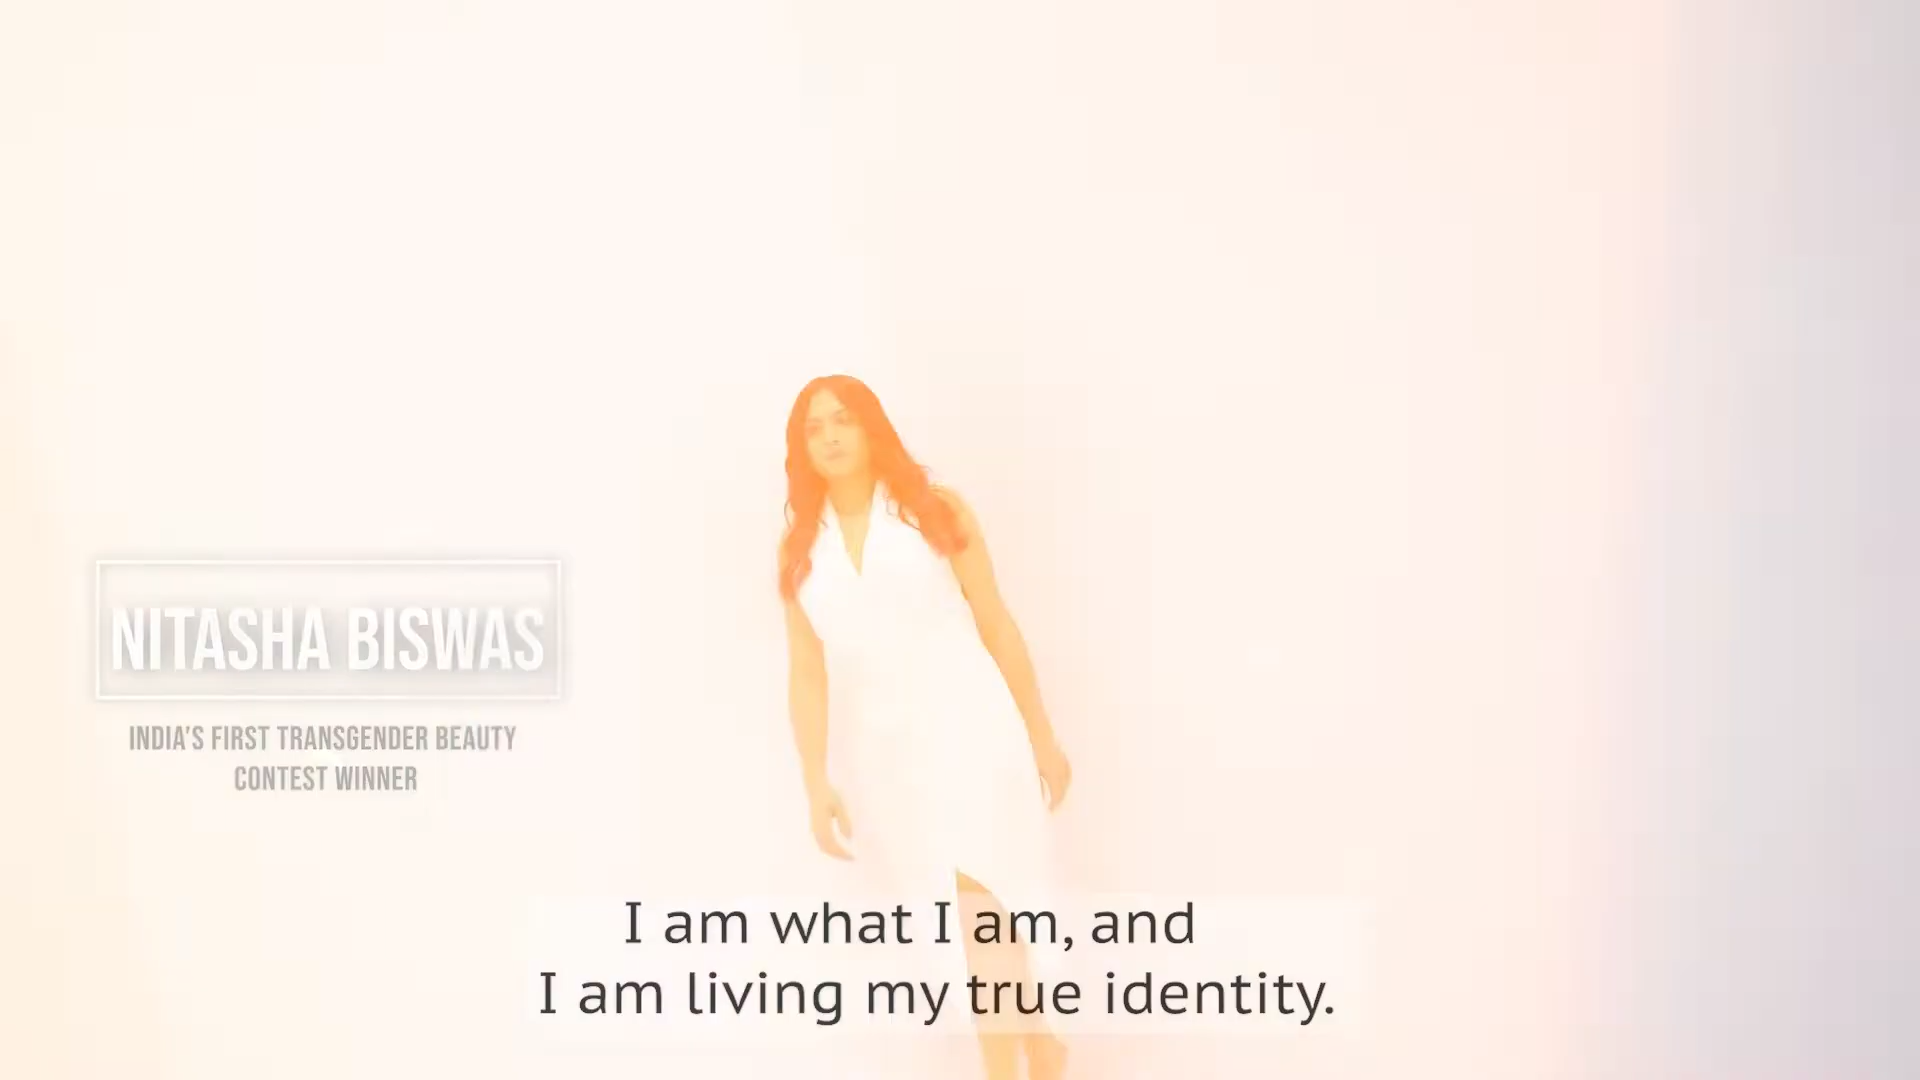 NITASHA BISWAS
INDIA'S FIRST TRANSGENDER BEAUTY
CONTEST WINNER
I am what I am, and
I am living my true identity.